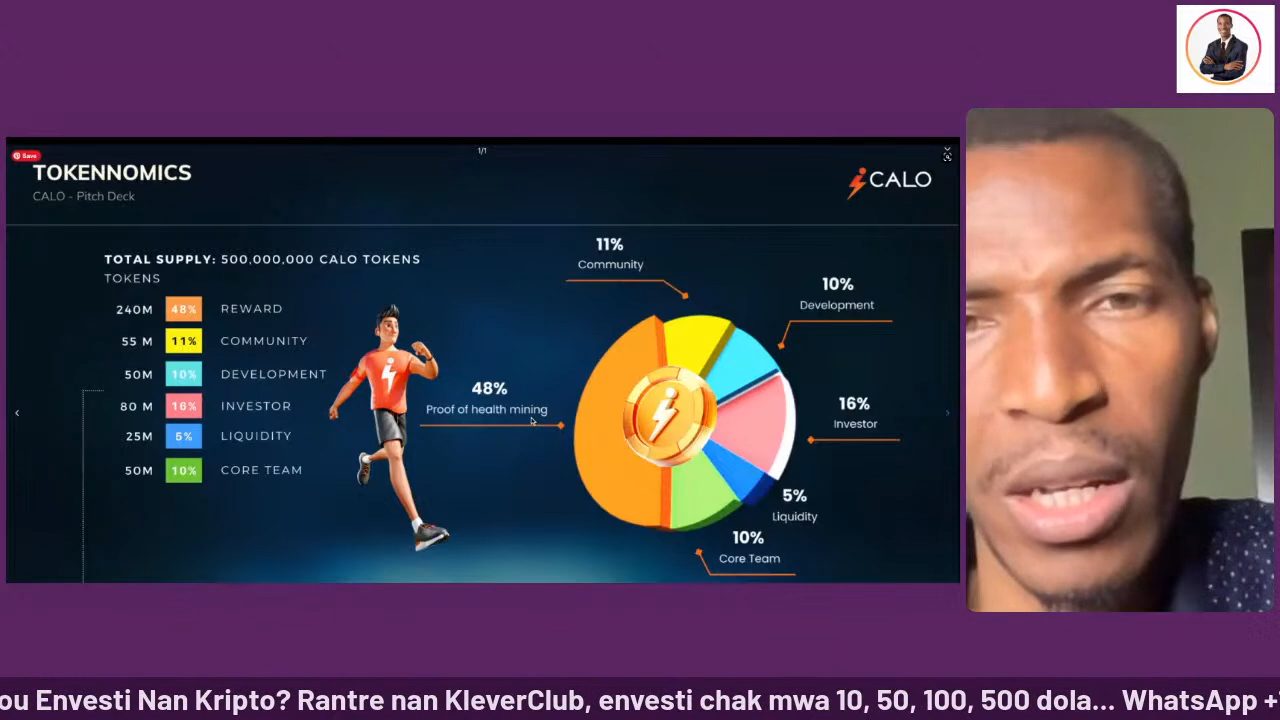 Save
1/1
TOKENNOMICS
CALO - Pitch Deck
CALO
TOTAL SUPPLY: 500,000,000 CALO TOKENS
TOKENS
240M 48% REWARD
55 M 11% COMMUNITY
50M 10% DEVELOPMENT
80 M 16% INVESTOR
25M 5% LIQUIDITY
50M 10% CORE TEAM
11%
Community
10%
Development
48%
Proof of health mining
16%
Investor
5%
Liquidity
10%
Core Team
ou Envesti Nan Kripto? Rantre nan KleverClub, envesti chak mwa 10, 50, 100, 500 dola... WhatsApp +